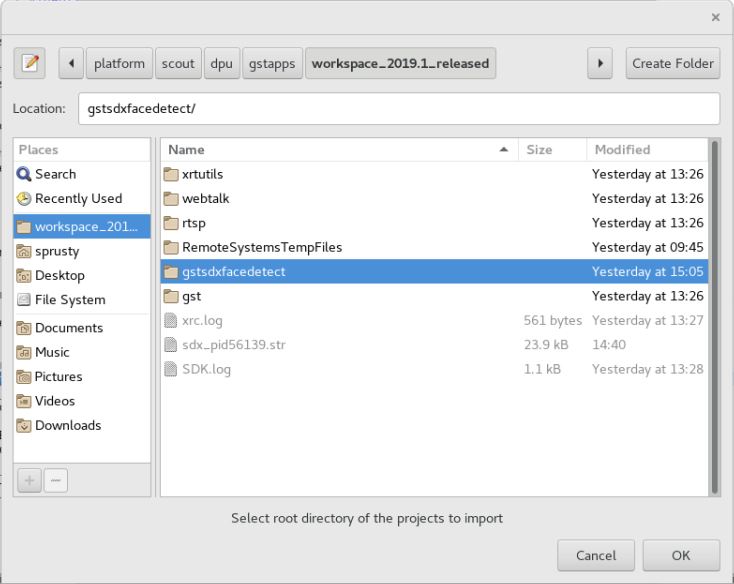 platform scout dpu gstapps workspace_2019.1_released Create Folder
Location: gstsdxfacedetect/
Places
Search
Recently Used
workspace_201...
sprusty
Desktop
File System
Documents
Music
Pictures
Videos
Downloads
Name Size Modified
xrtutils Yesterday at 13:26
webtalk Yesterday at 13:26
rtsp Yesterday at 13:26
RemoteSystemsTempFiles Yesterday at 09:45
gstsdxfacedetect Yesterday at 15:05
gst Yesterday at 13:26
xrc.log 561 bytes Yesterday at 13:27
sdx_pid56139.str 23.9 kB 14:40
SDK.log 1.1 kB Yesterday at 13:28
Select root directory of the projects to import
Cancel OK